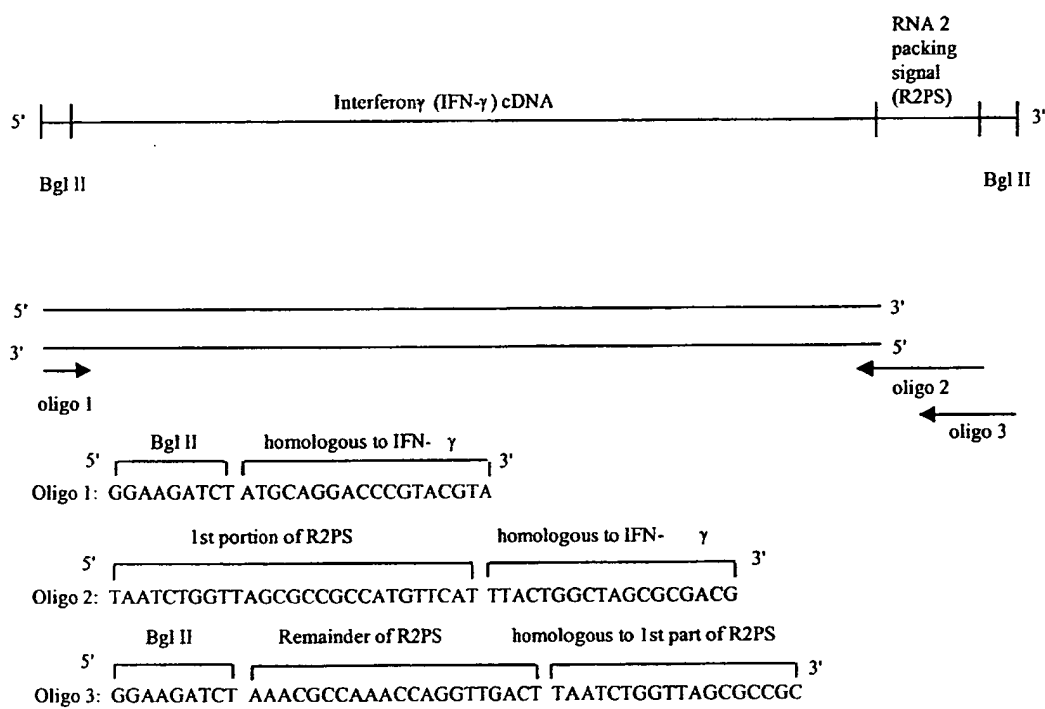 RNA 2
packing
signal
(R2PS)
Interferonγ (IFN-γ) cDNA
5' 3'
Bgl II Bgl II
5' 3'
3' 5'
oligo 1 oligo 2
oligo 3
Bgl II homologous to IFN- γ
5' 3'
Oligo 1: GGAAGATCT ATGCAGGACCCGTACGTA
1st portion of R2PS homologous to IFN- γ
5' 3'
Oligo 2: TAATCTGGTTAGCGCCGCCATGTTCAT TTACTGGCTAGCGCGACG
Bgl II Remainder of R2PS homologous to 1st part of R2PS
5' 3'
Oligo 3: GGAAGATCT AAACGCCAAACCAGGTTGACT TAATCTGGTTAGCGCCGC